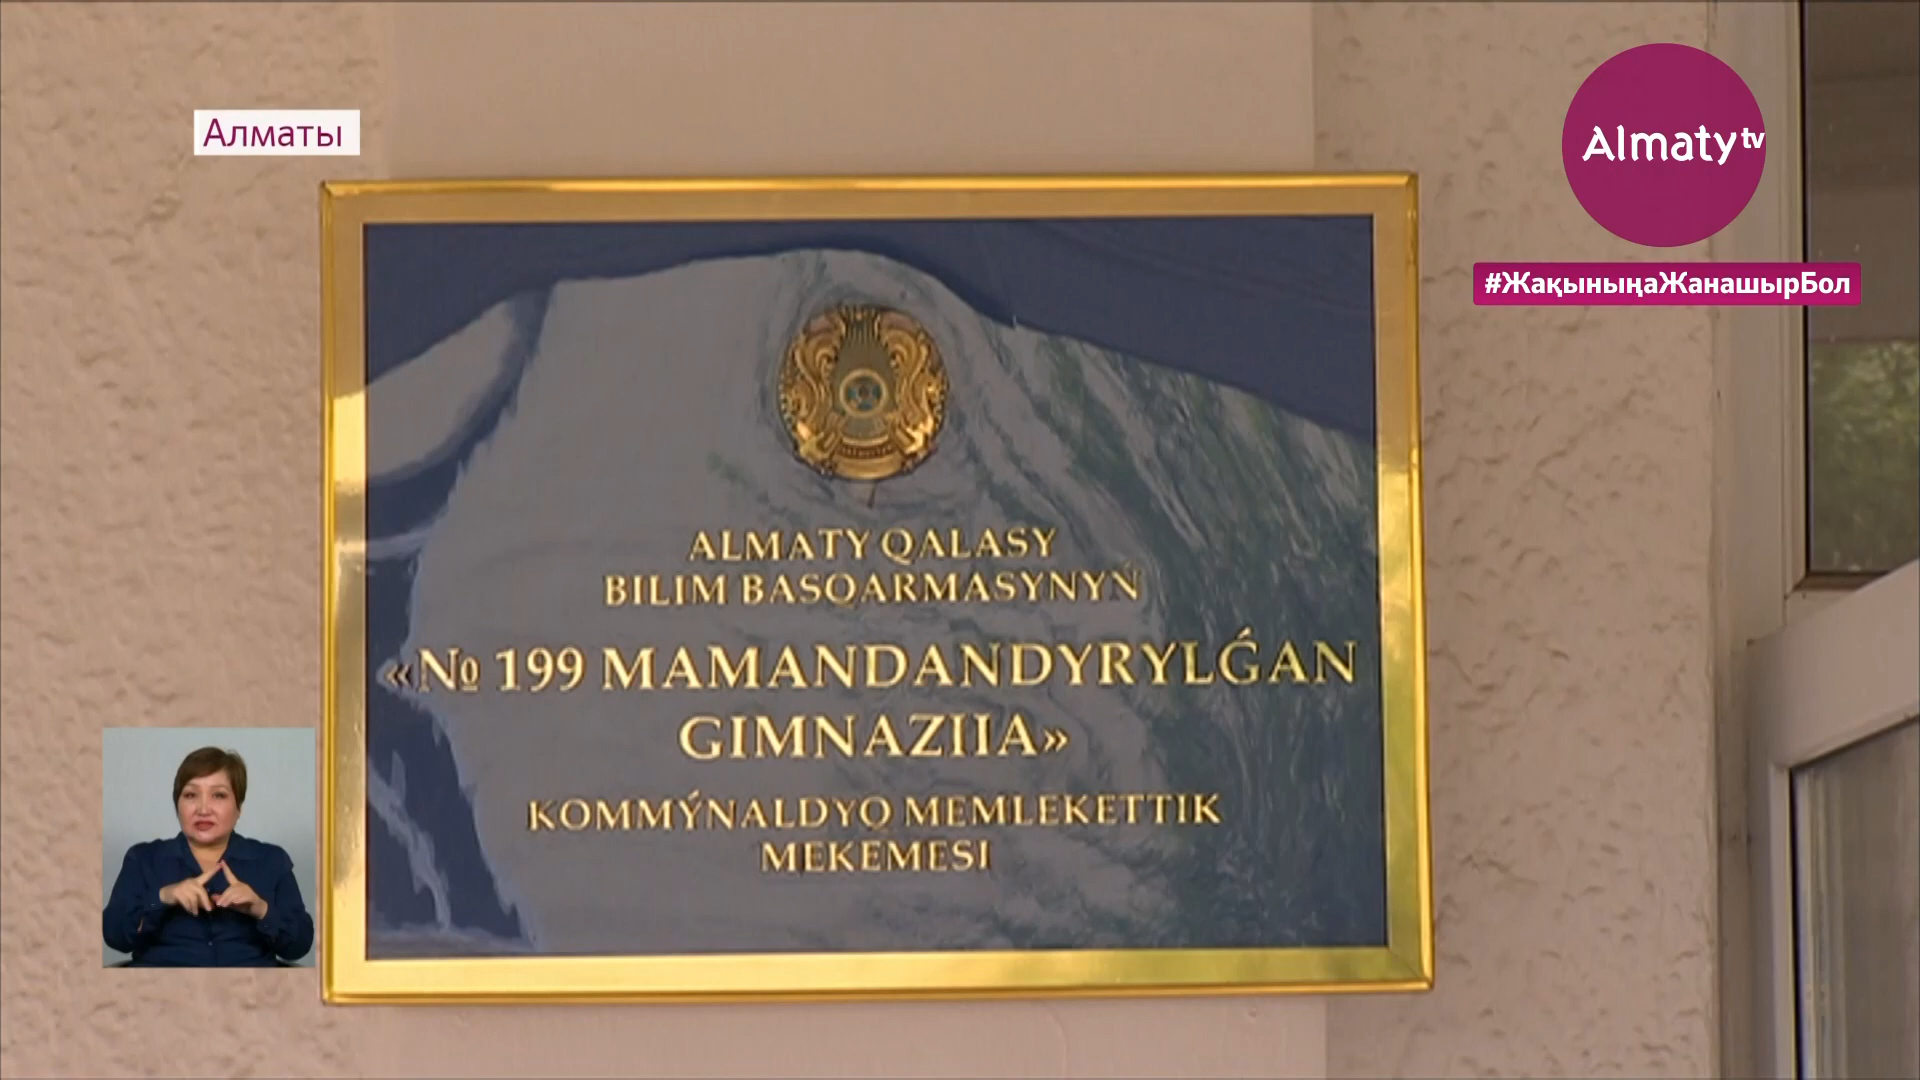 Алматы
Almaty tv
#ЖақыныңаЖанашырБол
ALMATY QALASY
BILIM BASQARMASYNYŃ
«№ 199 MAMANDANDYRYLǴAN
GIMNAZIIA»
KOMMÝNALDYQ MEMLEKETTIK
MEKEMESI